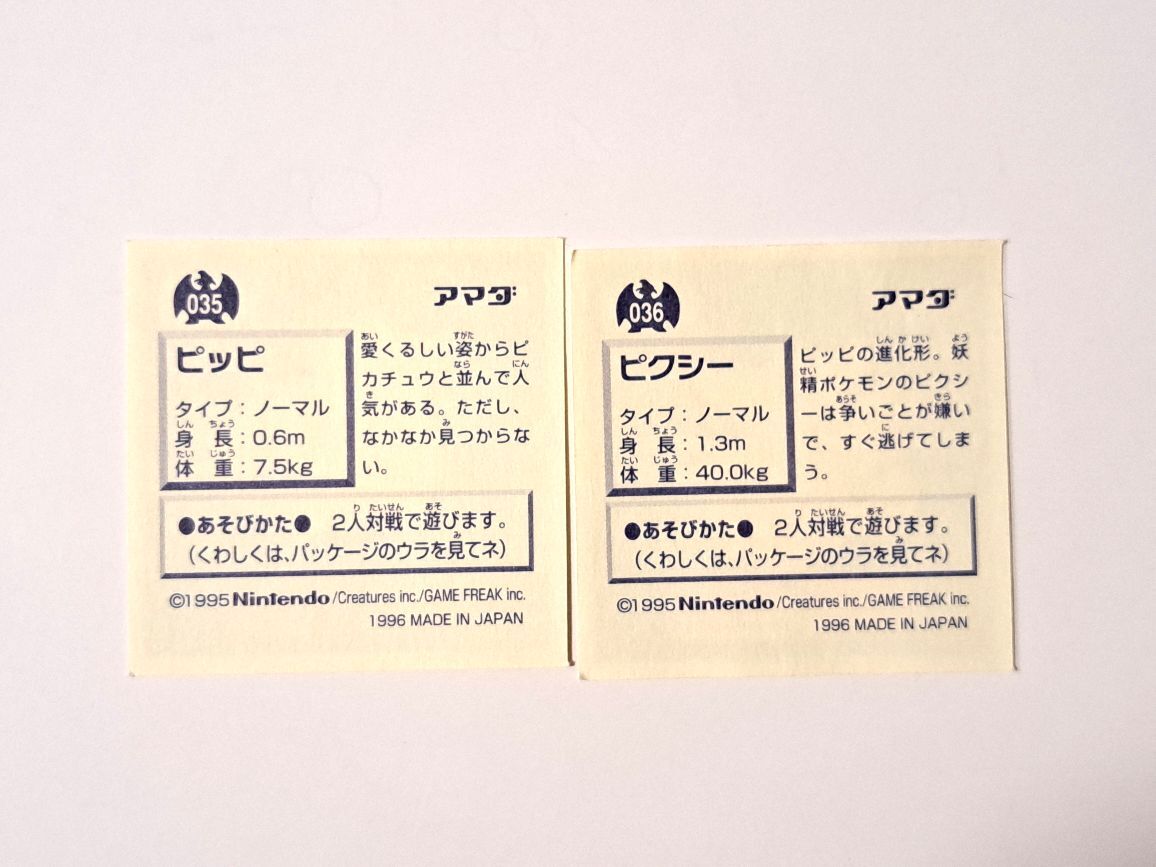 035
アマダ
ピッピ
タイプ：ノーマル
身長：0.6m
体重：7.5kg
愛くるしい姿からピ
カチュウと並んで人
気がある。ただし、
なかなか見つからな
い。
●あそびかた● 2人対戦で遊びます。
(くわしくは、パッケージのウラを見てネ)
©1995 Nintendo/Creatures inc./GAME FREAK inc.
1996 MADE IN JAPAN
036
アマダ
ピクシー
タイプ：ノーマル
身長：1.3m
体重：40.0kg
ピッピの進化形。妖
精ポケモンのピクシ
ーは争いごとが嫌い
で、すぐ逃げてしま
う。
●あそびかた● 2人対戦で遊びます。
(くわしくは、パッケージのウラを見てネ)
©1995 Nintendo/Creatures inc./GAME FREAK inc.
1996 MADE IN JAPAN